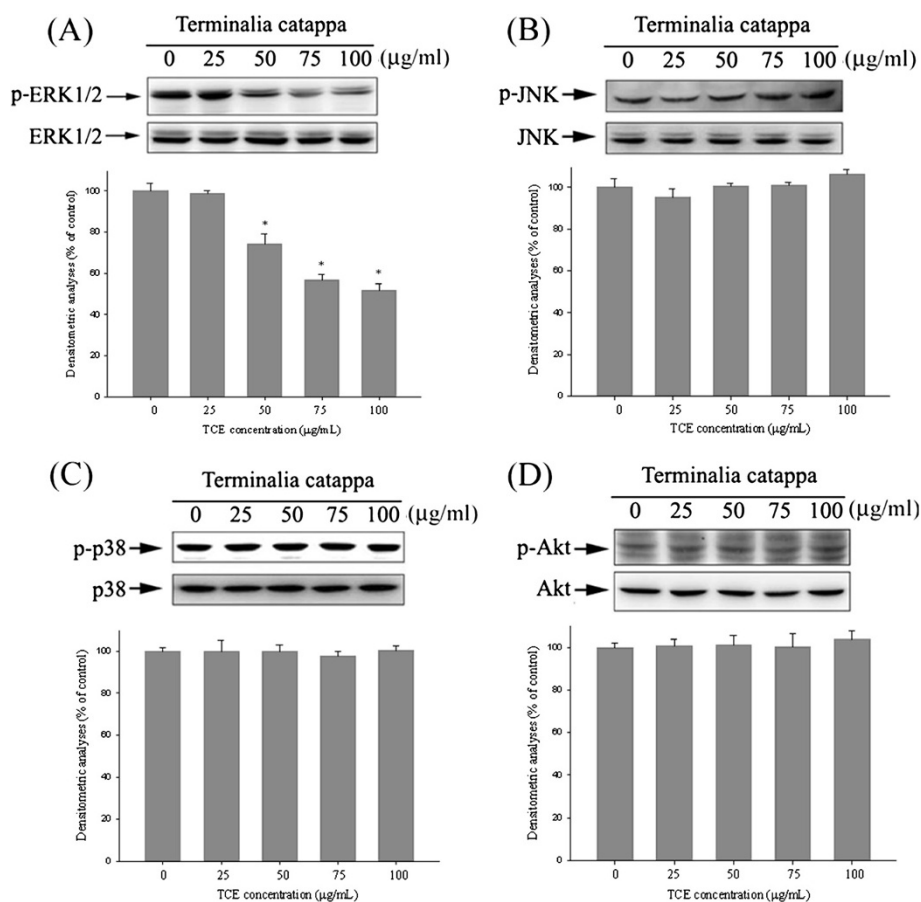 (A)
Terminalia catappa
0 25 50 75 100 (μg/ml)
p-ERK1/2
ERK1/2
Densitometric analyses (% of control)
100
80
60
40
20
0
*
*
*
0 25 50 75 100
TCE concentration (μg/mL)
(B)
Terminalia catappa
0 25 50 75 100 (μg/ml)
p-JNK
JNK
Densitometric analyses (% of control)
100
80
60
40
20
0
0 25 50 75 100
TCE concentration (μg/mL)
(C)
Terminalia catappa
0 25 50 75 100 (μg/ml)
p-p38
p38
Densitometric analyses (% of control)
100
80
60
40
20
0
0 25 50 75 100
TCE concentration (μg/mL)
(D)
Terminalia catappa
0 25 50 75 100 (μg/ml)
p-Akt
Akt
Densitometric analyses (% of control)
100
80
60
40
20
0
0 25 50 75 100
TCE concentration (μg/mL)